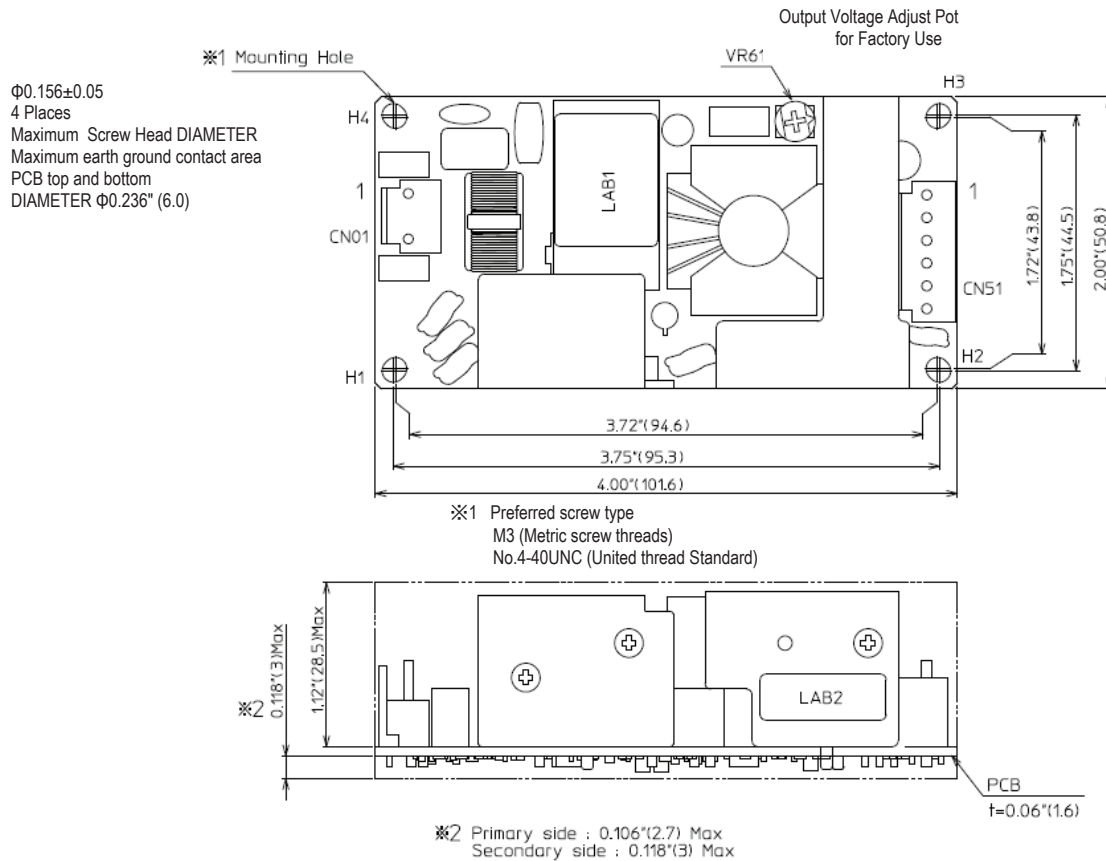 Output Voltage Adjust Pot
for Factory Use
※1 Mounting Hole
VR61
H3
Φ0.156±0.05
4 Places
Maximum  Screw Head DIAMETER
Maximum earth ground contact area
PCB top and bottom
DIAMETER Φ0.236" (6.0)
H4
LAB1
1
1
CN01
CN51
1.72"(43.8)
1.75"(44.5)
2.00"(50.8)
H1
H2
3.72"(94.6)
3.75"(95.3)
4.00"(101.6)
※1 Preferred screw type
M3 (Metric screw threads)
No.4-40UNC (United thread Standard)
※2
0.118"(3)Max
1.12"(28.5)Max
LAB2
PCB
t=0.06"(1.6)
※2 Primary side : 0.106"(2.7) Max
Secondary side : 0.118"(3) Max